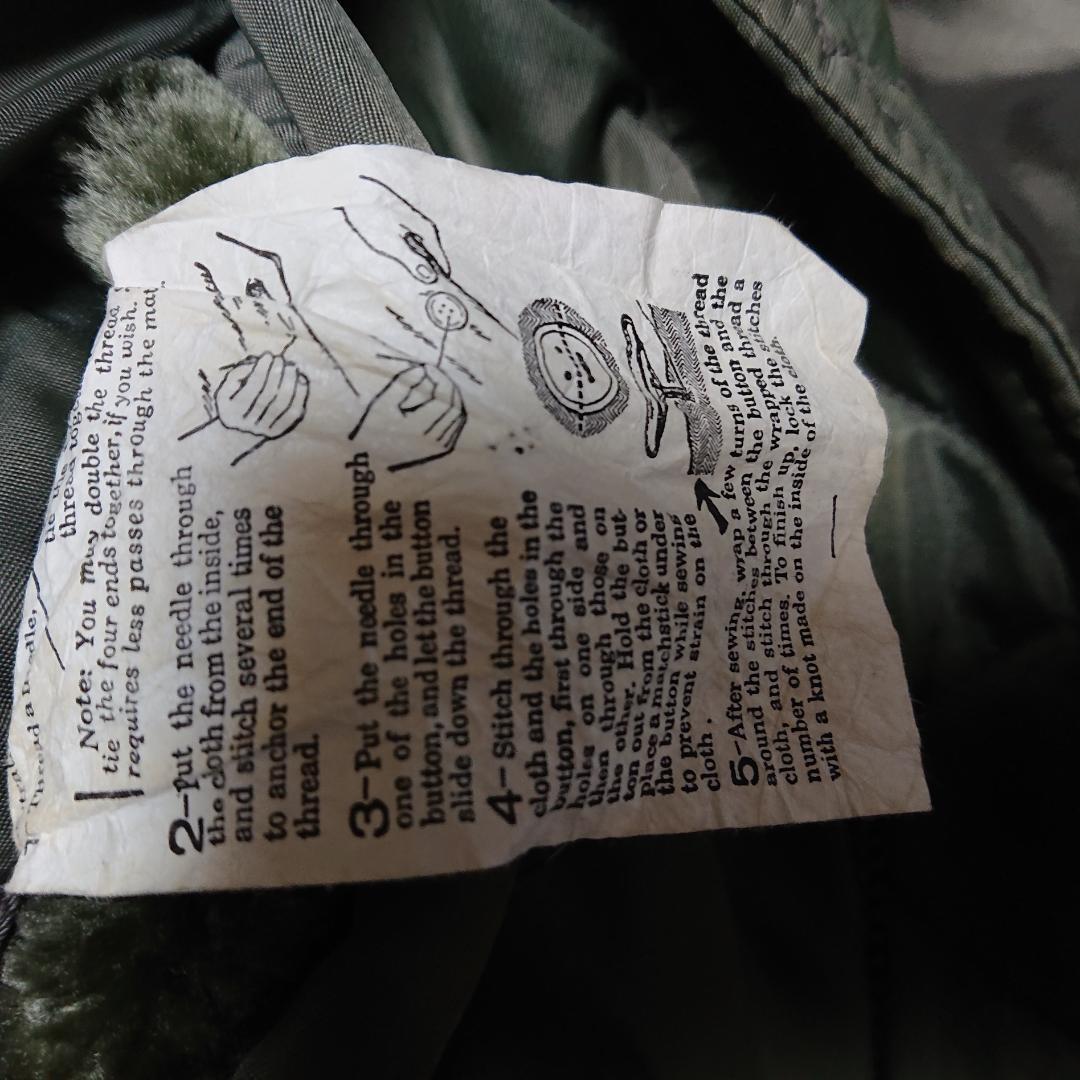 thread
Note: You may double the thread,
tie the four ends together, if you wish.
requires less passes through the mat
2-Put the needle through
the cloth from the inside,
and stitch several times
to anchor the end of the
thread.
3-Put the needle through
one of the holes in the
button, and let the button
slide down the thread.
4-Stitch through the
cloth and the holes in the
button, first through the
holes on one side and
then through those on
the other. Hold the but-
ton out from the cloth or
place a matchstick under
the button while sewing
to prevent strain on the
cloth.
5-After sewing, wrap a few turns of the thread
around the stitches between the button and the
cloth, and stitch through the wrapped thread a
number of times. To finish up, lock the stitches
with a knot made on the inside of the cloth.